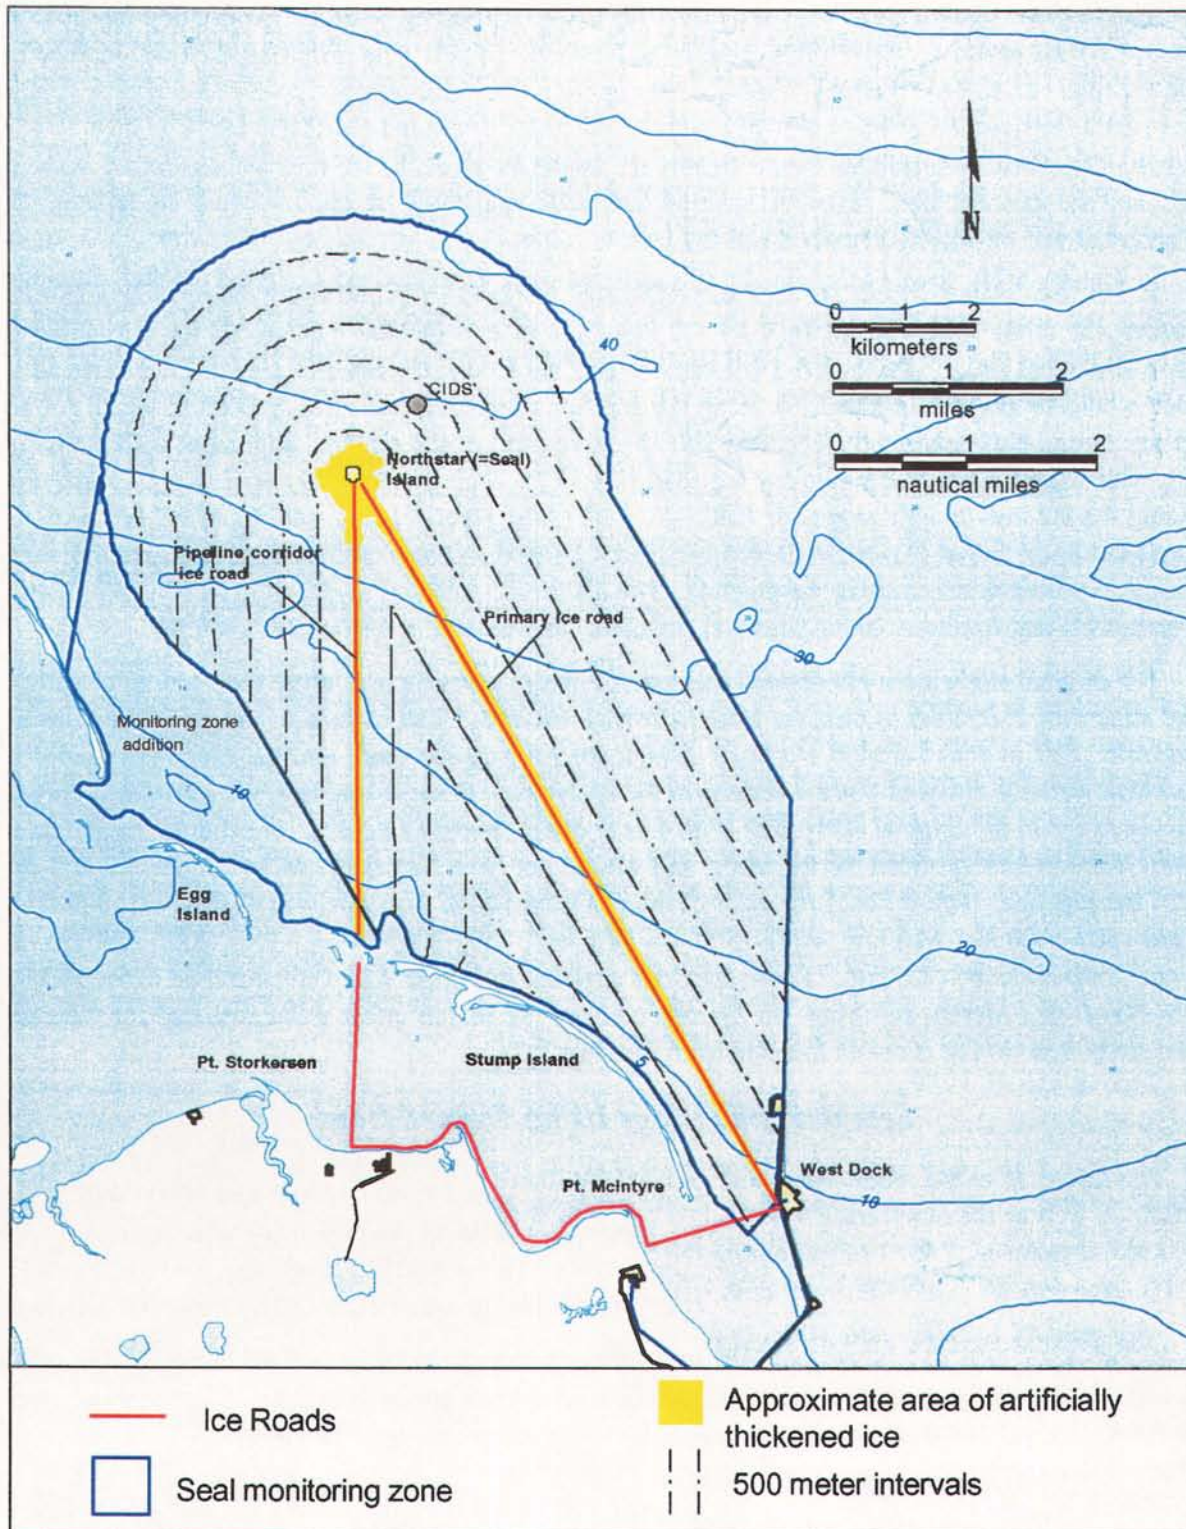 N
0 1 2
kilometers
0 1 2
miles
0 1 2
nautical miles
40
CIDS
Northstar (=Seal)
Island
Pipeline corridor
ice road
Primary ice road
30
Monitoring zone
addition
10
Egg
Island
20
Pt. Storkersen
Stump Island
5
West Dock
Pt. McIntyre
10
Ice Roads
Seal monitoring zone
Approximate area of artificially
thickened ice
500 meter intervals